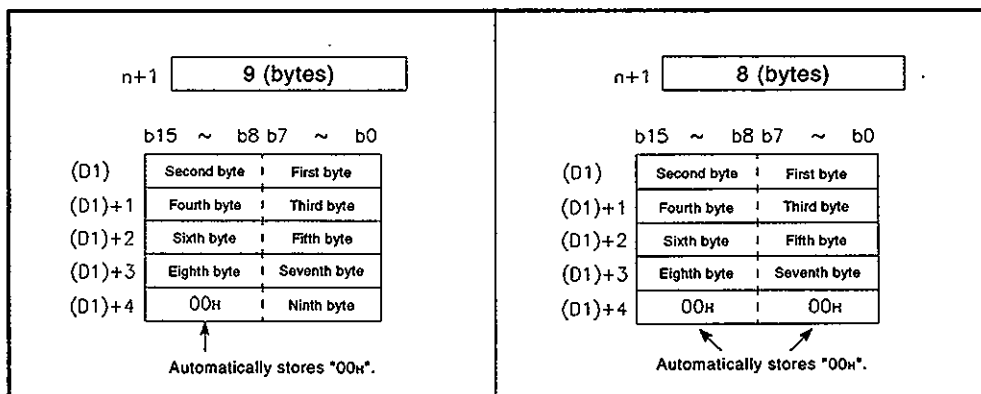 n+1 9 (bytes)
b15 ~ b8 b7 ~ b0
(D1) Second byte First byte
(D1)+1 Fourth byte Third byte
(D1)+2 Sixth byte Fifth byte
(D1)+3 Eighth byte Seventh byte
(D1)+4 00H Ninth byte
Automatically stores "00H".
n+1 8 (bytes)
b15 ~ b8 b7 ~ b0
(D1) Second byte First byte
(D1)+1 Fourth byte Third byte
(D1)+2 Sixth byte Fifth byte
(D1)+3 Eighth byte Seventh byte
(D1)+4 00H 00H
Automatically stores "00H".